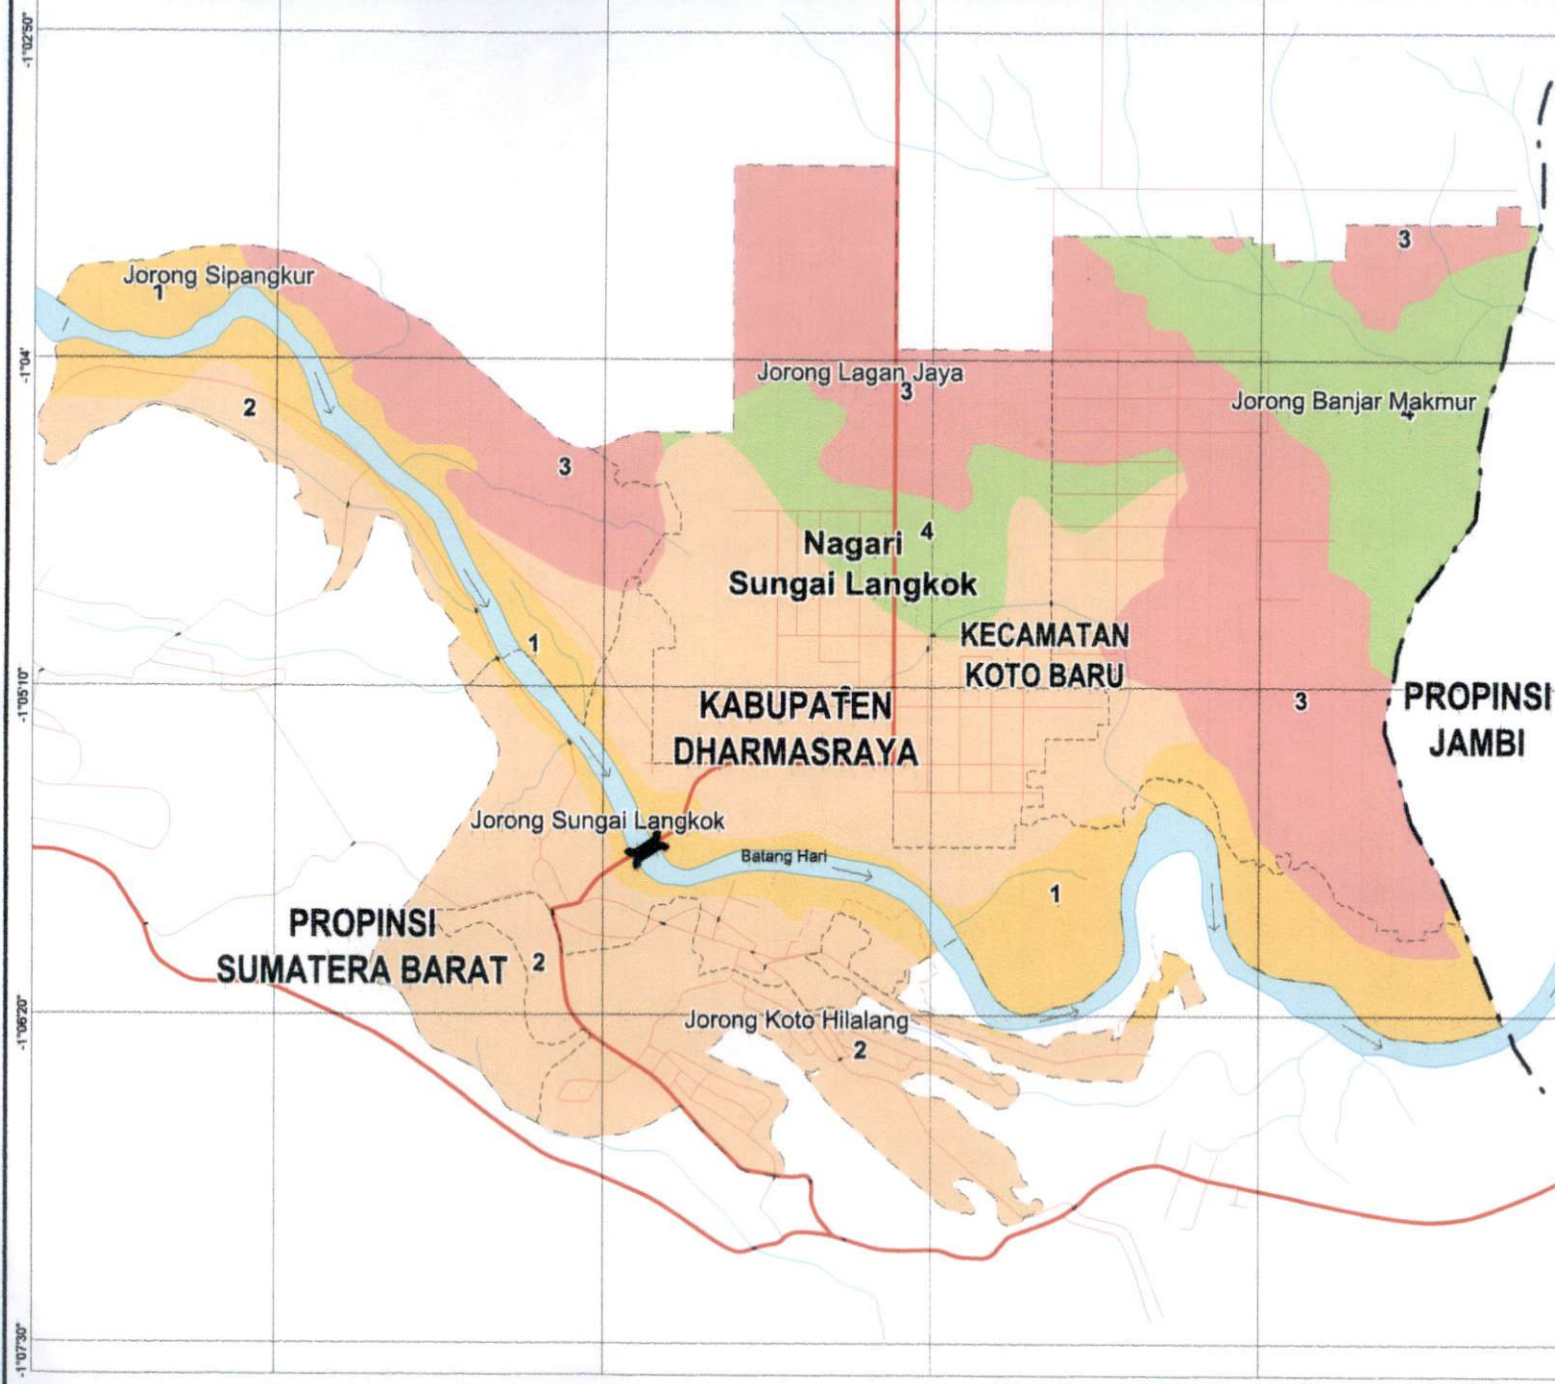 -1°02'50"
3
Jorong Sipangkur
1
-1°04'
Jorong Lagan Jaya
3
Jorong Banjar Makmur
4
2
3
Nagari
Sungai Langkok
4
1
KECAMATAN
KOTO BARU
-1°05'10"
KABUPATEN
DHARMASRAYA
3
PROPINSI
JAMBI
Jorong Sungai Langkok
Batang Hari
1
PROPINSI
SUMATERA BARAT
2
-1°06'20"
Jorong Koto Hilalang
2
-1°07'30"